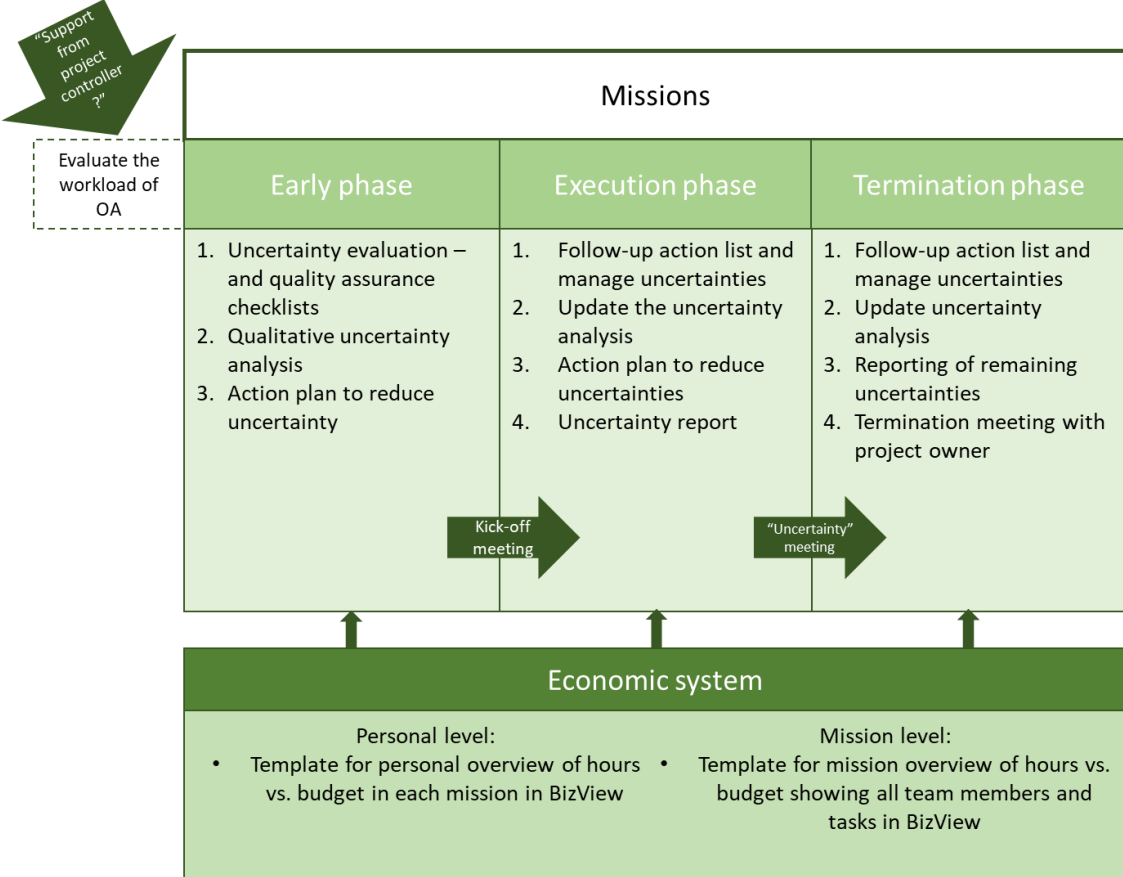 “Support
from
project
controller
?”
Missions
Evaluate the
workload of
OA
Early phase
Execution phase
Termination phase
1. Uncertainty evaluation –
and quality assurance
checklists
2. Qualitative uncertainty
analysis
3. Action plan to reduce
uncertainty
1. Follow-up action list and
manage uncertainties
2. Update the uncertainty
analysis
3. Action plan to reduce
uncertainties
4. Uncertainty report
1. Follow-up action list and
manage uncertainties
2. Update uncertainty
analysis
3. Reporting of remaining
uncertainties
4. Termination meeting with
project owner
Kick-off
meeting
“Uncertainty”
meeting
Economic system
Personal level:
• Template for personal overview of hours
vs. budget in each mission in BizView
Mission level:
• Template for mission overview of hours vs.
budget showing all team members and
tasks in BizView